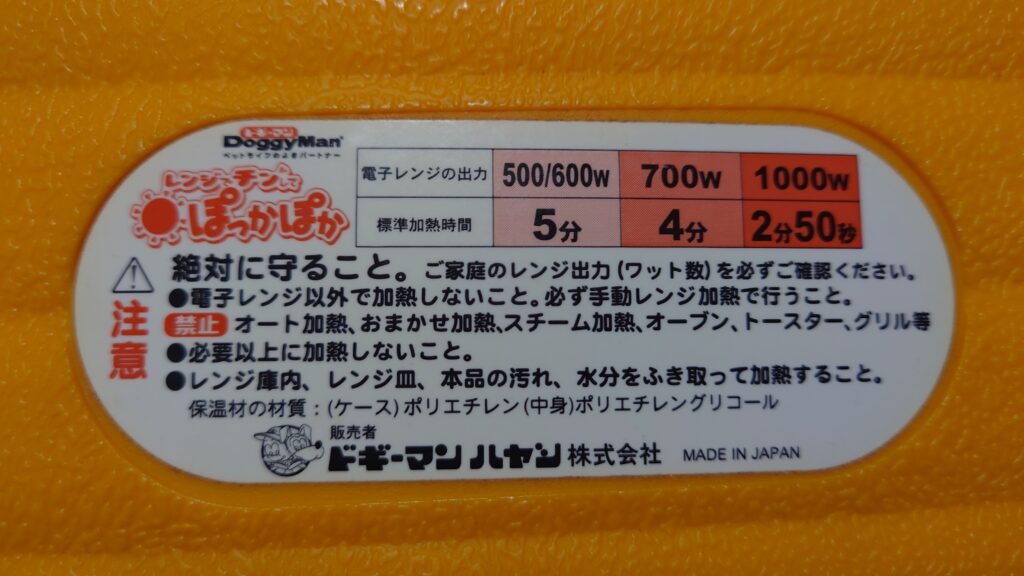 ドギーマン
DoggyMan
ペットライフのよきパートナー
レンジでチンして
ぽっかぽか
電子レンジの出力 500/600W 700W 1000W
標準加熱時間 5分 4分 2分50秒
注意
絶対に守ること。ご家庭のレンジ出力(ワット数)を必ずご確認ください。
●電子レンジ以外で加熱しないこと。必ず手動レンジ加熱で行うこと。
禁止 オート加熱、おまかせ加熱、スチーム加熱、オーブン、トースター、グリル等
●必要以上に加熱しないこと。
●レンジ庫内、レンジ皿、本品の汚れ、水分をふき取って加熱すること。
保温材の材質:(ケース)ポリエチレン(中身)ポリエチレングリコール
販売者
ドギーマンハヤシ株式会社 MADE IN JAPAN